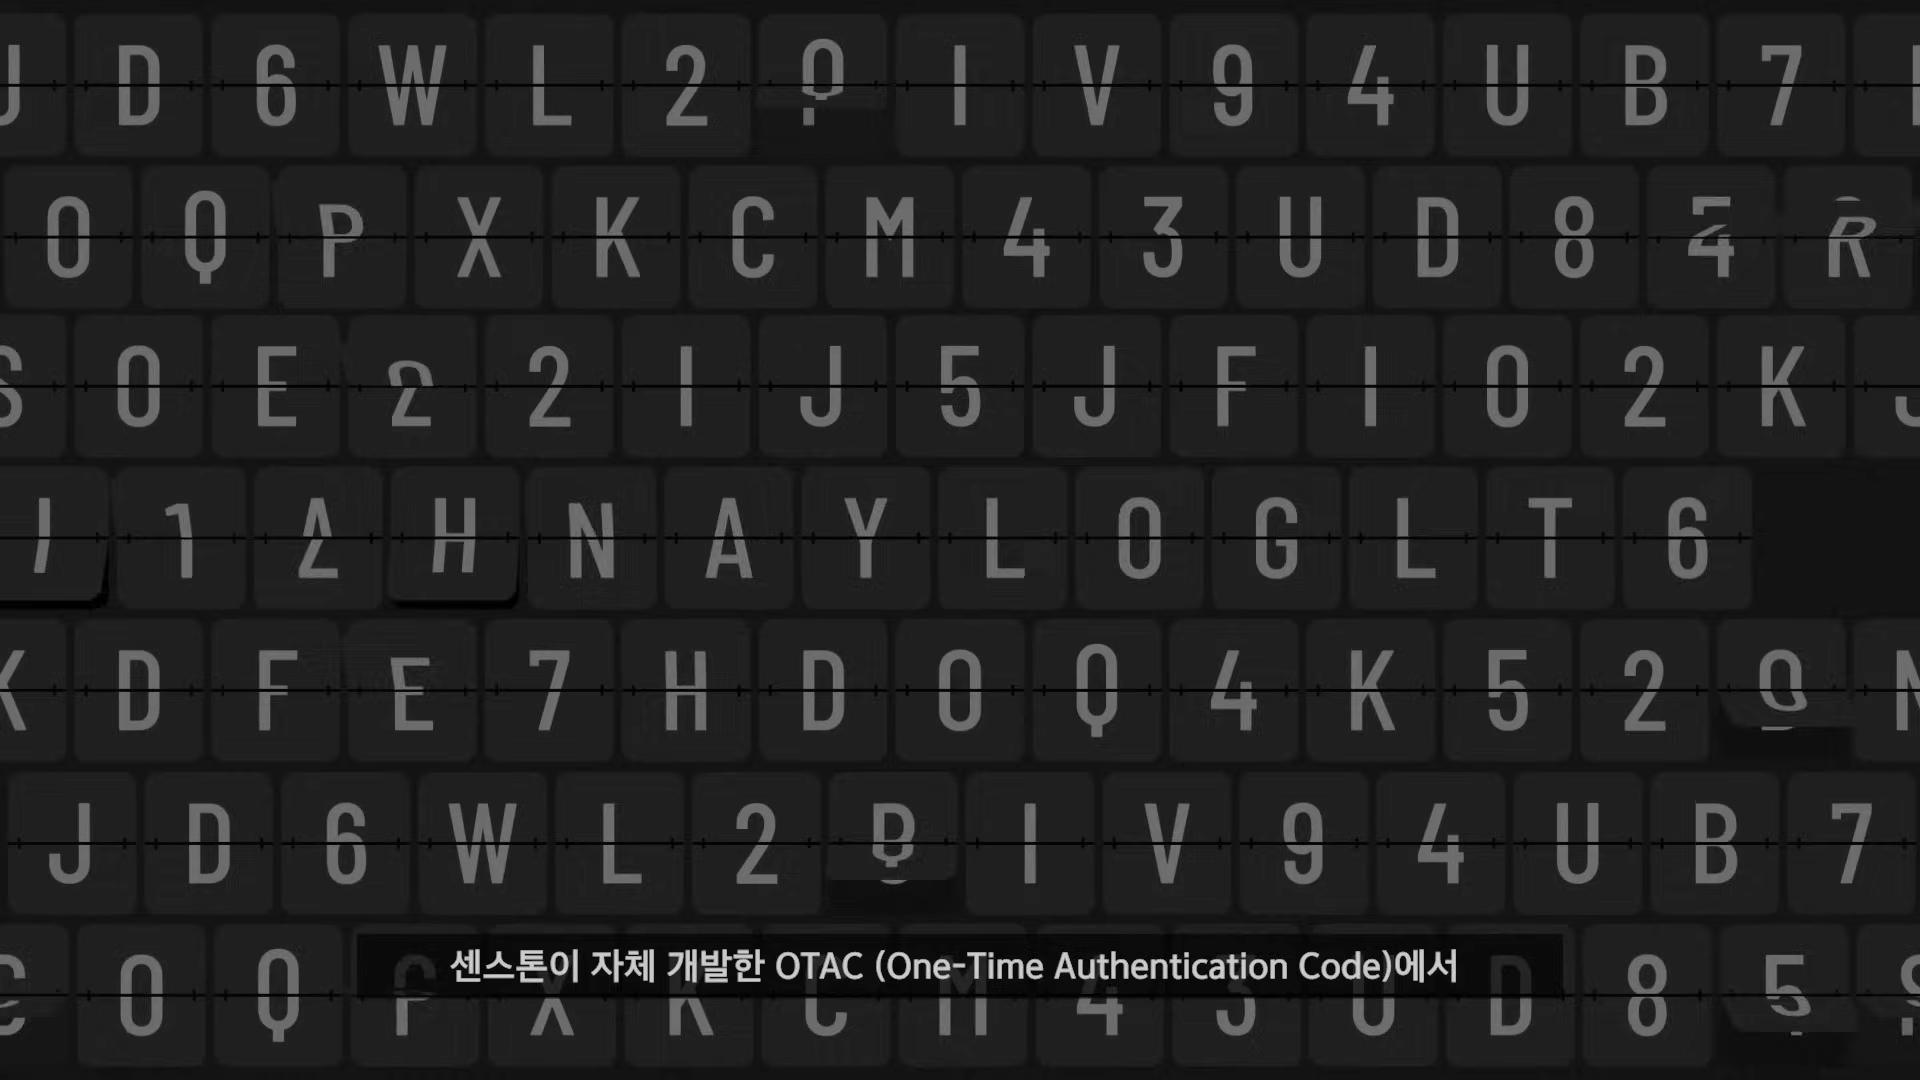 J D 6 W L 2 I V 9 4 U B 7
O Q P X K C M 4 3 U D 8 R
S O E 2 2 I J 5 J F I O 2 K J
I 1 H N A Y L O G L T 6
K D F E 7 H D O Q 4 K 5 2 N
J D 6 W L 2 I V 9 4 U B 7
C O Q P X K C M 4 3 U D 8 5
센스톤이 자체 개발한 OTAC (One-Time Authentication Code)에서